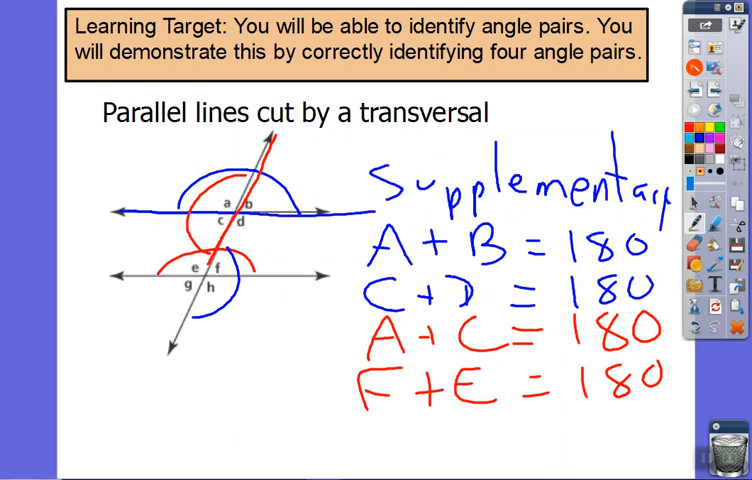 Learning Target: You will be able to identify angle pairs. You
will demonstrate this by correctly identifying four angle pairs.
Parallel lines cut by a transversal
a b
c d
e f
g h
Supplementary
A + B = 180
C + D = 180
A + C = 180
F + E = 180
T